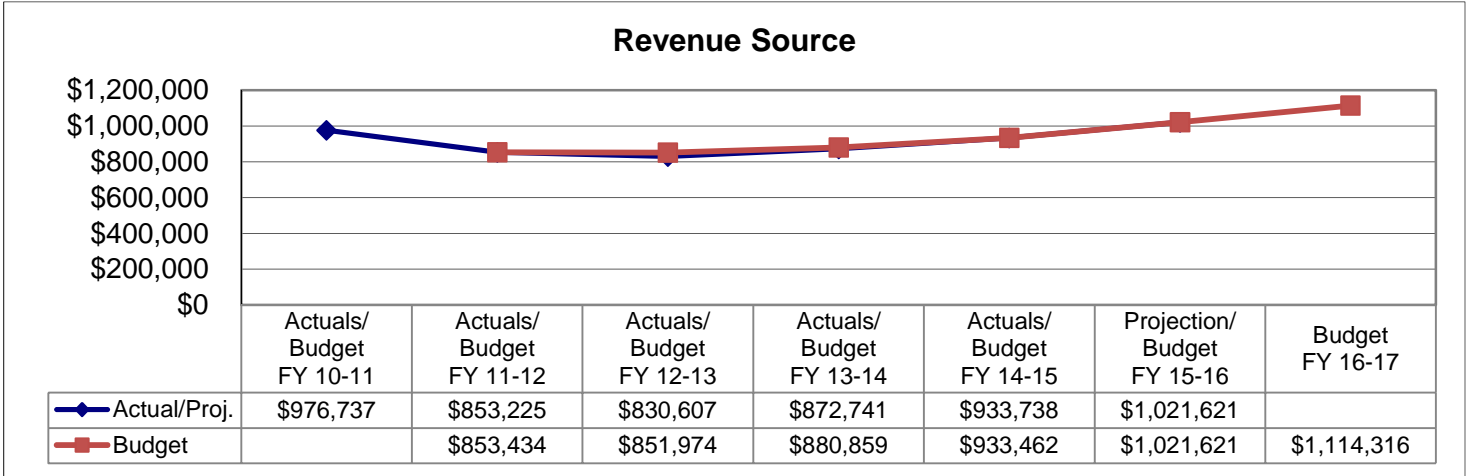 Revenue Source
$1,200,000
$1,000,000
$800,000
$600,000
$400,000
$200,000
$0
Actuals/ Actuals/ Actuals/ Actuals/ Actuals/ Projection/ Budget
Budget Budget Budget Budget Budget Budget FY 16-17
FY 10-11 FY 11-12 FY 12-13 FY 13-14 FY 14-15 FY 15-16
Actual/Proj. $976,737 $853,225 $830,607 $872,741 $933,738 $1,021,621
Budget $853,434 $851,974 $880,859 $933,462 $1,021,621 $1,114,316